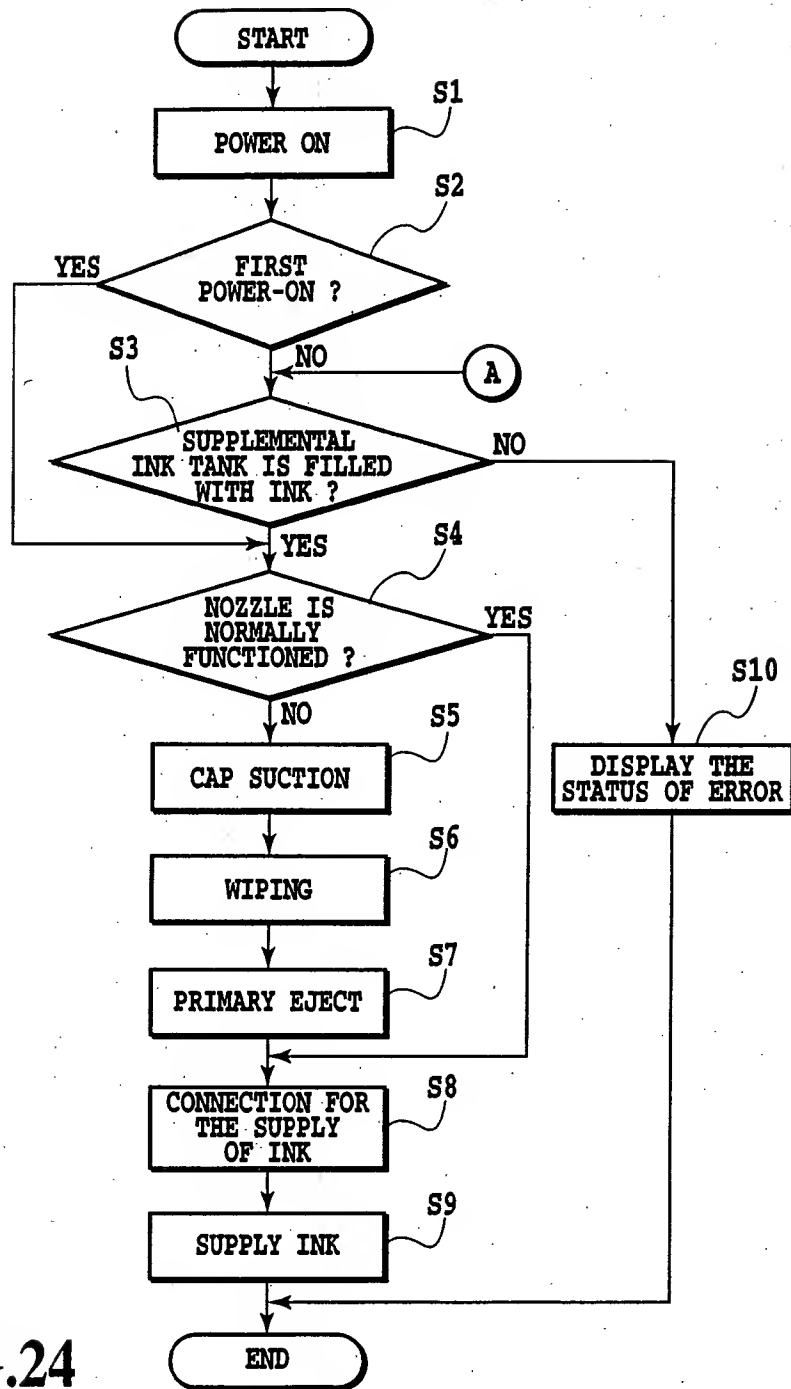 START
S1
POWER ON
S2
YES
FIRST
POWER-ON ?
S3
NO
A
SUPPLEMENTAL
INK TANK IS FILLED
WITH INK ?
NO
YES
S4
NOZZLE IS
NORMALLY
FUNCTIONED ?
YES
S10
NO
S5
CAP SUCTION
DISPLAY THE
STATUS OF ERROR
S6
WIPING
S7
PRIMARY EJECT
S8
CONNECTION FOR
THE SUPPLY
OF INK
S9
SUPPLY INK
END
.24